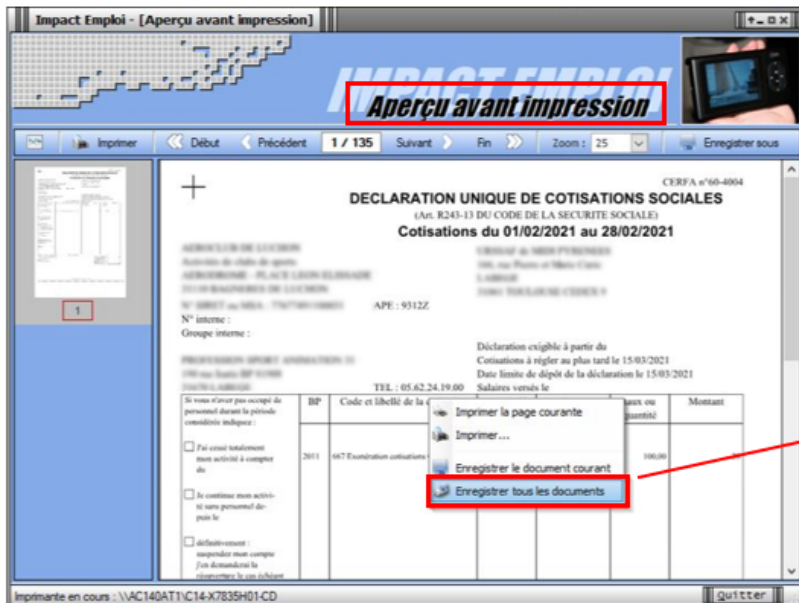 Impact Emploi - [Aperçu avant impression]
IMPACT EMPLOI
Aperçu avant impression
Imprimer Début Précédent 1 / 135 Suivant Fin Zoom : 25 Enregistrer sous
1
CERFA n°60-4004
DECLARATION UNIQUE DE COTISATIONS SOCIALES
(Art. R243-13 DU CODE DE LA SECURITE SOCIALE)
Cotisations du 01/02/2021 au 28/02/2021
APE : 9312Z
N° interne :
Groupe interne :
Déclaration exigible à partir du
Cotisations à régler au plus tard le 15/03/2021
Date limite de dépôt de la déclaration le 15/03/2021
TEL : 05.62.24.19.00 Salaires versés le
Si vous n'avez pas occupé de
personnel durant la période
considérée indiquez :
BP Code et libellé de la Montant
J'ai cessé totalement
mon activité à compter
du
2011 667 Exonération cotisations 100,00
Je continue mon activi-
té sans personnel de-
puis le
définitivement :
suspendez mon compte
j'en demanderai la
réouverture le cas échéant
Imprimer la page courante
Imprimer...
Enregistrer le document courant
Enregistrer tous les documents
Imprimante en cours : \\AC140AT1\C14-X7835H01-CD
Quitter